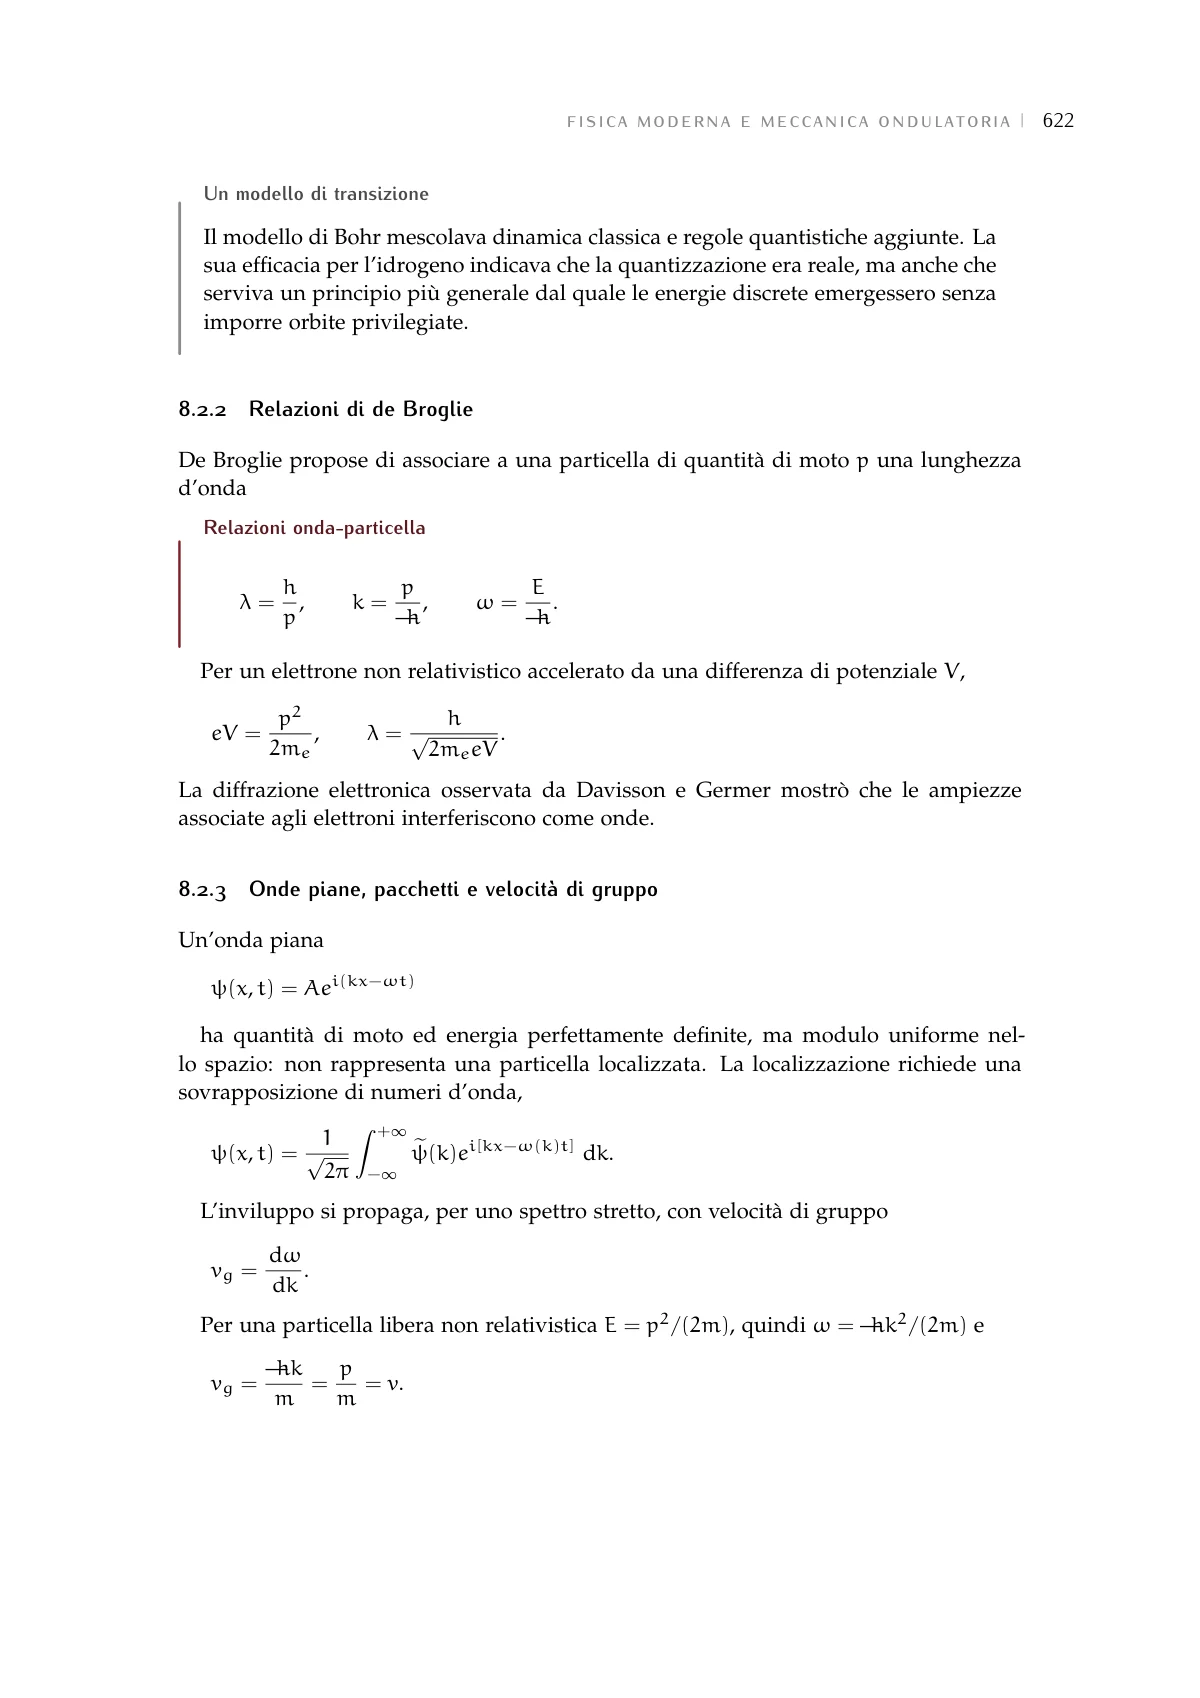 FISICA MODERNA E MECCANICA ONDULATORIA | 622
Un modello di transizione
Il modello di Bohr mescolava dinamica classica e regole quantistiche aggiunte. La
sua efficacia per l'idrogeno indicava che la quantizzazione era reale, ma anche che
serviva un principio più generale dal quale le energie discrete emergessero senza
imporre orbite privilegiate.
8.2.2 Relazioni di de Broglie
De Broglie propose di associare a una particella di quantità di moto p una lunghezza
d'onda
Relazioni onda-particella
λ = h/p, k = p/ħ, ω = E/ħ.
Per un elettrone non relativistico accelerato da una differenza di potenziale V,
eV = p²/2mₑ, λ = h/√(2mₑeV).
La diffrazione elettronica osservata da Davisson e Germer mostrò che le ampiezze
associate agli elettroni interferiscono come onde.
8.2.3 Onde piane, pacchetti e velocità di gruppo
Un'onda piana
ψ(x, t) = Ae^{i(kx−ωt)}
ha quantità di moto ed energia perfettamente definite, ma modulo uniforme nel-
lo spazio: non rappresenta una particella localizzata. La localizzazione richiede una
sovrapposizione di numeri d'onda,
ψ(x, t) = 1/√(2π) ∫_{−∞}^{+∞} ψ̃(k)e^{i[kx−ω(k)t]} dk.
L'inviluppo si propaga, per uno spettro stretto, con velocità di gruppo
v_g = dω/dk.
Per una particella libera non relativistica E = p²/(2m), quindi ω = ħk²/(2m) e
v_g = ħk/m = p/m = v.